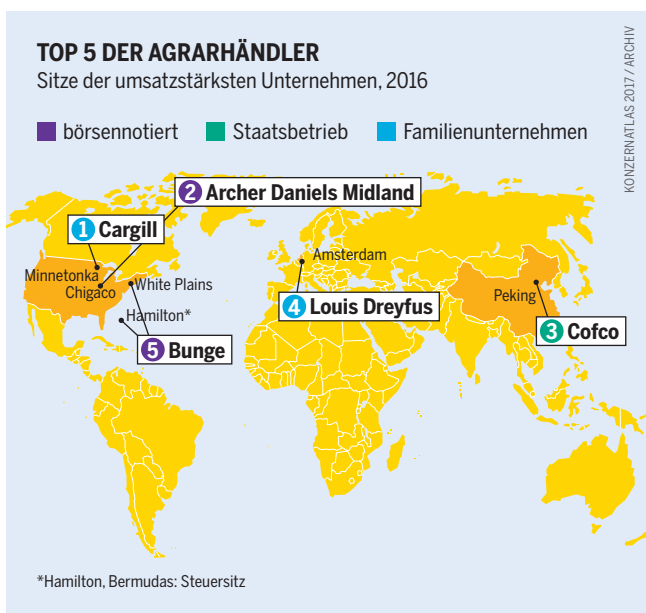 TOP 5 DER AGRARHÄNDLER
Sitze der umsatzstärksten Unternehmen, 2016
börsennotiert Staatsbetrieb Familienunternehmen
KONZERNATLAS 2017 / ARCHIV
2 Archer Daniels Midland
1 Cargill
Minnetonka
Chigaco
White Plains
Hamilton*
5 Bunge
Amsterdam
4 Louis Dreyfus
Peking
3 Cofco
*Hamilton, Bermudas: Steuersitz